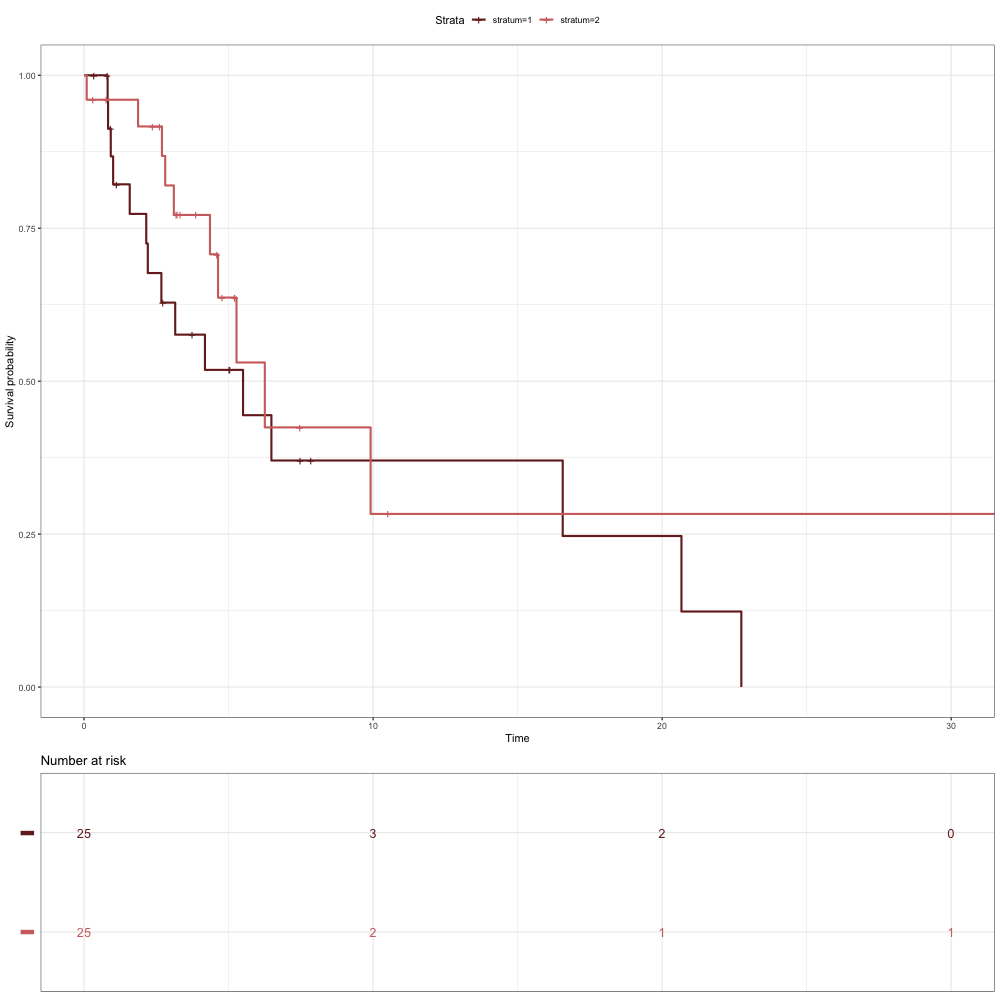 Strata stratum=1 stratum=2
1.00
0.75
0.50
0.25
0.00
Survival probability
0 10 20 30
Time
Number at risk
25 3 2 0
25 2 1 1